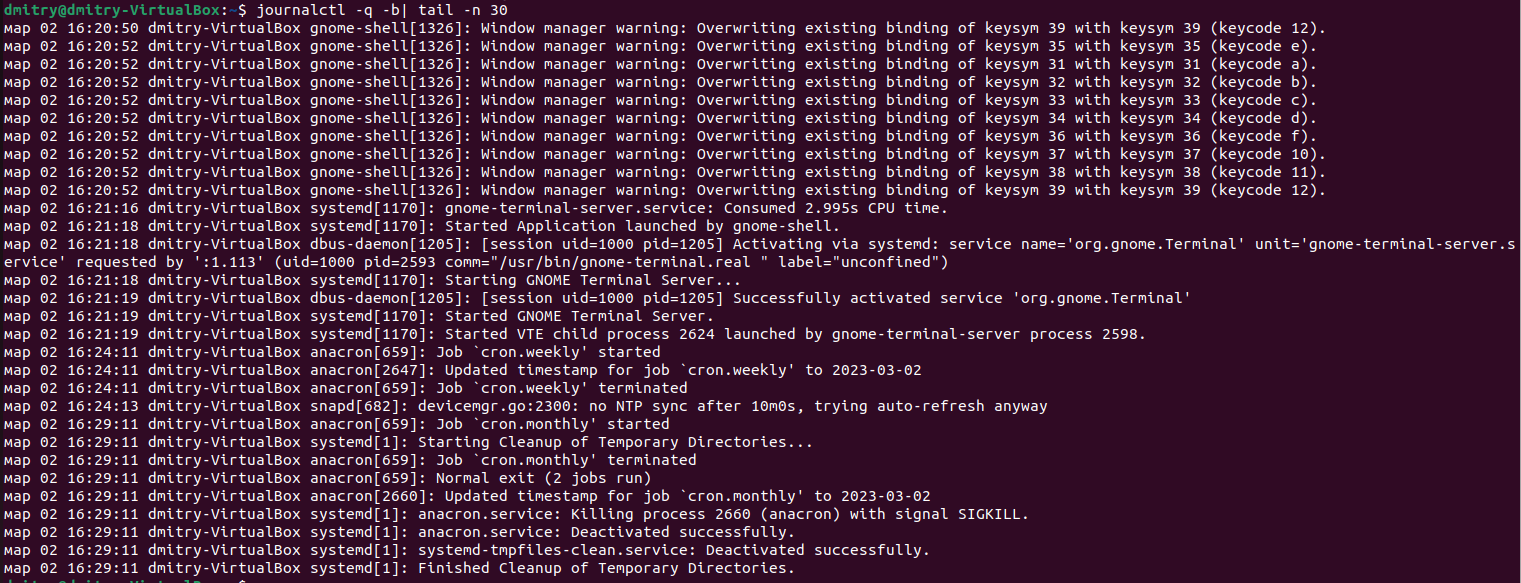 dmitry@dmitry-VirtualBox:~$ journalctl -q -b| tail -n 30
мар 02 16:20:50 dmitry-VirtualBox gnome-shell[1326]: Window manager warning: Overwriting existing binding of keysym 39 with keysym 39 (keycode 12).
мар 02 16:20:52 dmitry-VirtualBox gnome-shell[1326]: Window manager warning: Overwriting existing binding of keysym 35 with keysym 35 (keycode e).
мар 02 16:20:52 dmitry-VirtualBox gnome-shell[1326]: Window manager warning: Overwriting existing binding of keysym 31 with keysym 31 (keycode a).
мар 02 16:20:52 dmitry-VirtualBox gnome-shell[1326]: Window manager warning: Overwriting existing binding of keysym 32 with keysym 32 (keycode b).
мар 02 16:20:52 dmitry-VirtualBox gnome-shell[1326]: Window manager warning: Overwriting existing binding of keysym 33 with keysym 33 (keycode c).
мар 02 16:20:52 dmitry-VirtualBox gnome-shell[1326]: Window manager warning: Overwriting existing binding of keysym 34 with keysym 34 (keycode d).
мар 02 16:20:52 dmitry-VirtualBox gnome-shell[1326]: Window manager warning: Overwriting existing binding of keysym 36 with keysym 36 (keycode f).
мар 02 16:20:52 dmitry-VirtualBox gnome-shell[1326]: Window manager warning: Overwriting existing binding of keysym 37 with keysym 37 (keycode 10).
мар 02 16:20:52 dmitry-VirtualBox gnome-shell[1326]: Window manager warning: Overwriting existing binding of keysym 38 with keysym 38 (keycode 11).
мар 02 16:20:52 dmitry-VirtualBox gnome-shell[1326]: Window manager warning: Overwriting existing binding of keysym 39 with keysym 39 (keycode 12).
мар 02 16:21:16 dmitry-VirtualBox systemd[1170]: gnome-terminal-server.service: Consumed 2.995s CPU time.
мар 02 16:21:18 dmitry-VirtualBox systemd[1170]: Started Application launched by gnome-shell.
мар 02 16:21:18 dmitry-VirtualBox dbus-daemon[1205]: [session uid=1000 pid=1205] Activating via systemd: service name='org.gnome.Terminal' unit='gnome-terminal-server.s
ervice' requested by ':1.113' (uid=1000 pid=2593 comm="/usr/bin/gnome-terminal.real " label="unconfined")
мар 02 16:21:18 dmitry-VirtualBox systemd[1170]: Starting GNOME Terminal Server...
мар 02 16:21:19 dmitry-VirtualBox dbus-daemon[1205]: [session uid=1000 pid=1205] Successfully activated service 'org.gnome.Terminal'
мар 02 16:21:19 dmitry-VirtualBox systemd[1170]: Started GNOME Terminal Server.
мар 02 16:21:19 dmitry-VirtualBox systemd[1170]: Started VTE child process 2624 launched by gnome-terminal-server process 2598.
мар 02 16:24:11 dmitry-VirtualBox anacron[659]: Job `cron.weekly' started
мар 02 16:24:11 dmitry-VirtualBox anacron[2647]: Updated timestamp for job `cron.weekly' to 2023-03-02
мар 02 16:24:11 dmitry-VirtualBox anacron[659]: Job `cron.weekly' terminated
мар 02 16:24:13 dmitry-VirtualBox snapd[682]: devicemgr.go:2300: no NTP sync after 10m0s, trying auto-refresh anyway
мар 02 16:29:11 dmitry-VirtualBox anacron[659]: Job `cron.monthly' started
мар 02 16:29:11 dmitry-VirtualBox systemd[1]: Starting Cleanup of Temporary Directories...
мар 02 16:29:11 dmitry-VirtualBox anacron[659]: Job `cron.monthly' terminated
мар 02 16:29:11 dmitry-VirtualBox anacron[659]: Normal exit (2 jobs run)
мар 02 16:29:11 dmitry-VirtualBox anacron[2660]: Updated timestamp for job `cron.monthly' to 2023-03-02
мар 02 16:29:11 dmitry-VirtualBox systemd[1]: anacron.service: Killing process 2660 (anacron) with signal SIGKILL.
мар 02 16:29:11 dmitry-VirtualBox systemd[1]: anacron.service: Deactivated successfully.
мар 02 16:29:11 dmitry-VirtualBox systemd[1]: systemd-tmpfiles-clean.service: Deactivated successfully.
мар 02 16:29:11 dmitry-VirtualBox systemd[1]: Finished Cleanup of Temporary Directories.